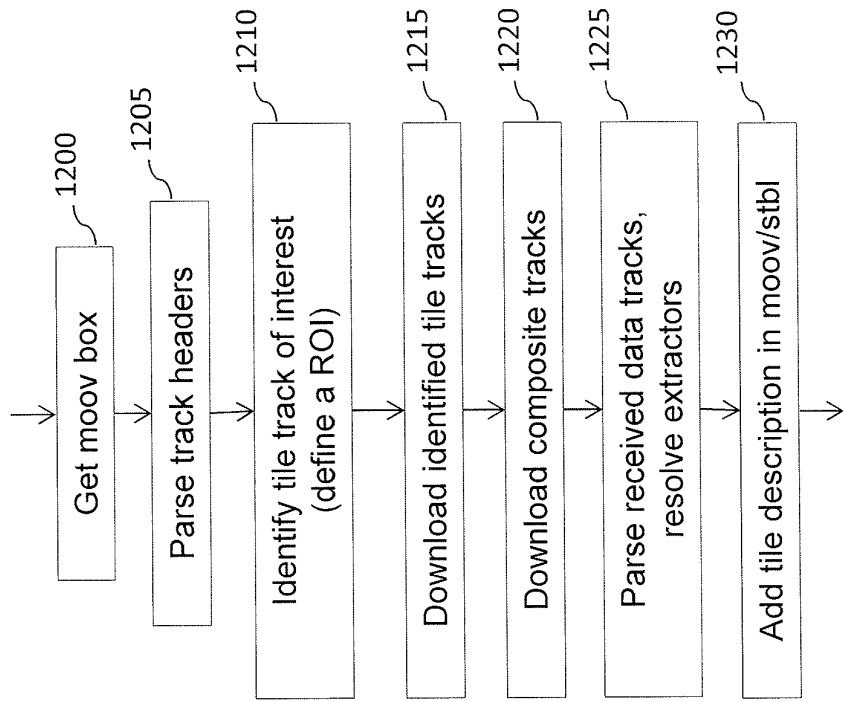 Get moov box
1200
Parse track headers
1205
Identify tile track of interest
(define a ROI)
1210
Download identified tile tracks
1215
Download composite tracks
1220
Parse received data tracks,
resolve extractors
1225
Add tile description in moov/stbl
1230